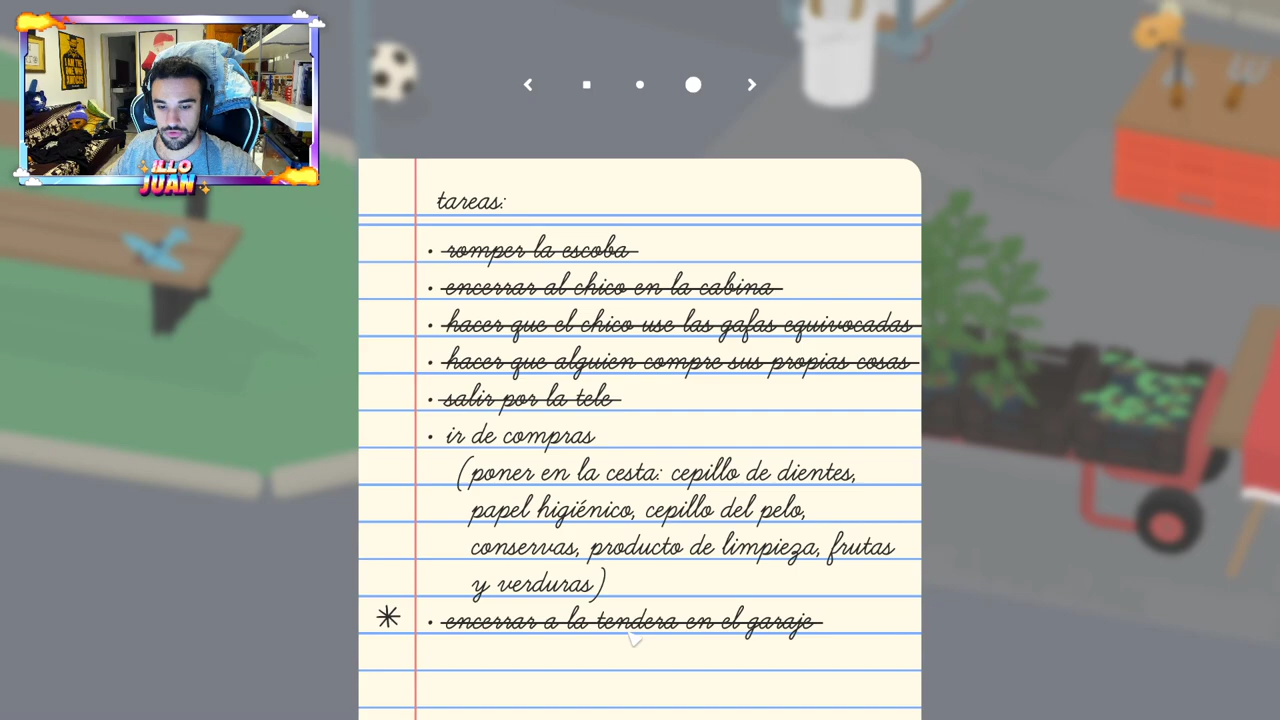 ILLO
JUAN
tareas:
• romper la escoba
• encerrar al chico en la cabina
• hacer que el chico use las gafas equivocadas
• hacer que alguien compre sus propias cosas
• salir por la tele
• ir de compras
(poner en la cesta: cepillo de dientes,
papel higiénico, cepillo del pelo,
conservas, producto de limpieza, frutas
y verduras)
• encerrar a la tendera en el garaje